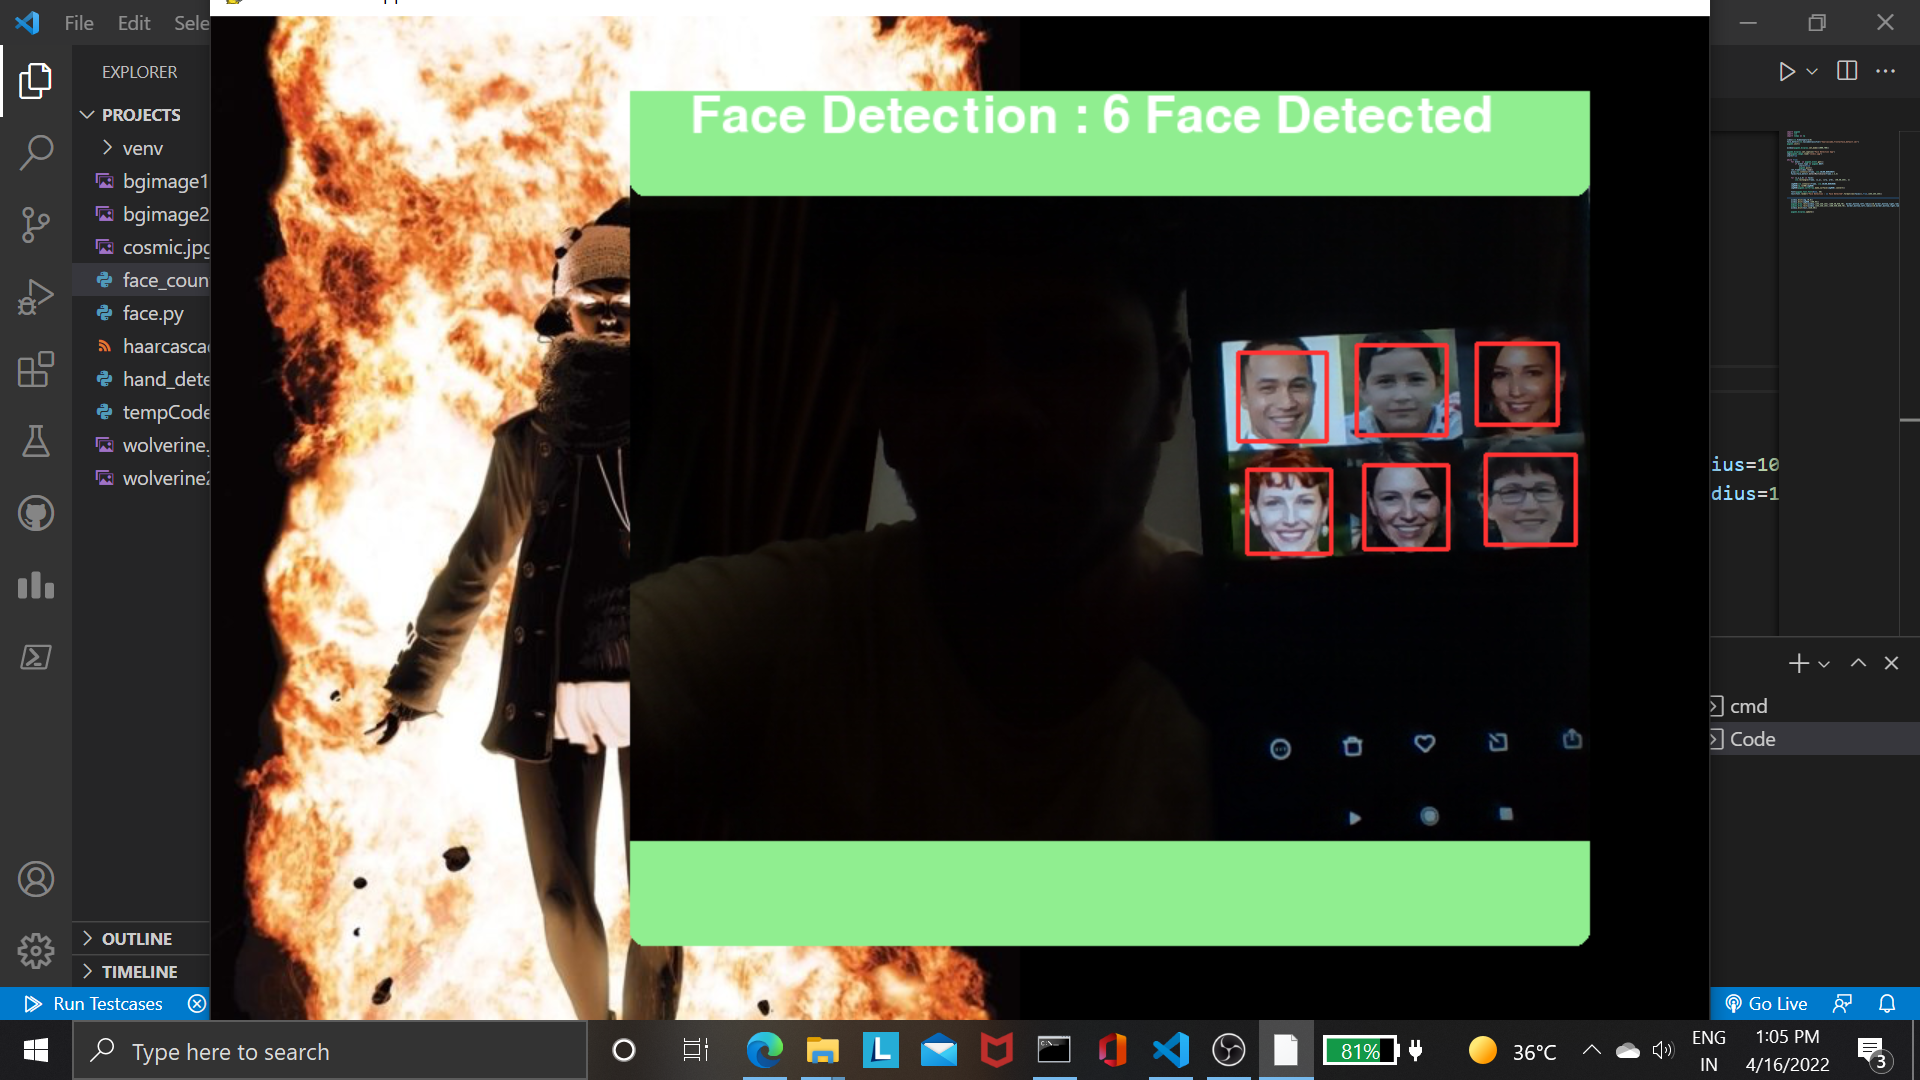 File Edit Sele
EXPLORER
PROJECTS
venv
bgimage1
bgimage2
cosmic.jpg
face_coun
face.py
haarcasca
hand_dete
tempCode
wolverine.
wolverine2
OUTLINE
TIMELINE
Run Testcases
Face Detection : 6 Face Detected
ius=10
dius=1
cmd
Code
Go Live
Type here to search
L
81%
36°C
ENG
IN
1:05 PM
4/16/2022
3